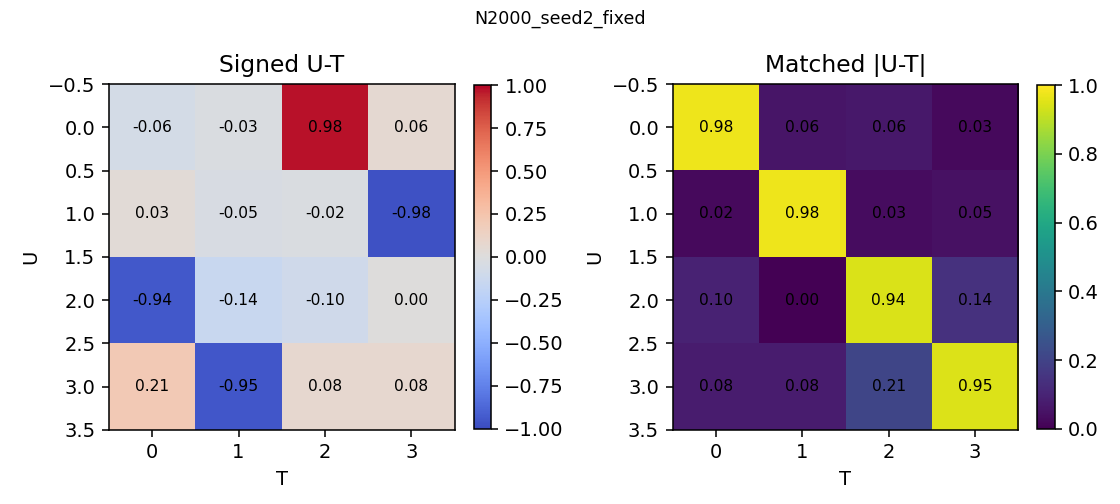 N2000_seed2_fixed
Signed U-T
Matched |U-T|
−0.5
0.0
0.5
1.0
1.5
2.0
2.5
3.0
3.5
U
-0.06 -0.03 0.98 0.06
0.03 -0.05 -0.02 -0.98
-0.94 -0.14 -0.10 0.00
0.21 -0.95 0.08 0.08
0 1 2 3
T
1.00
0.75
0.50
0.25
0.00
−0.25
−0.50
−0.75
−1.00
−0.5
0.0
0.5
1.0
1.5
2.0
2.5
3.0
3.5
U
0.98 0.06 0.06 0.03
0.02 0.98 0.03 0.05
0.10 0.00 0.94 0.14
0.08 0.08 0.21 0.95
0 1 2 3
T
1.0
0.8
0.6
0.4
0.2
0.0